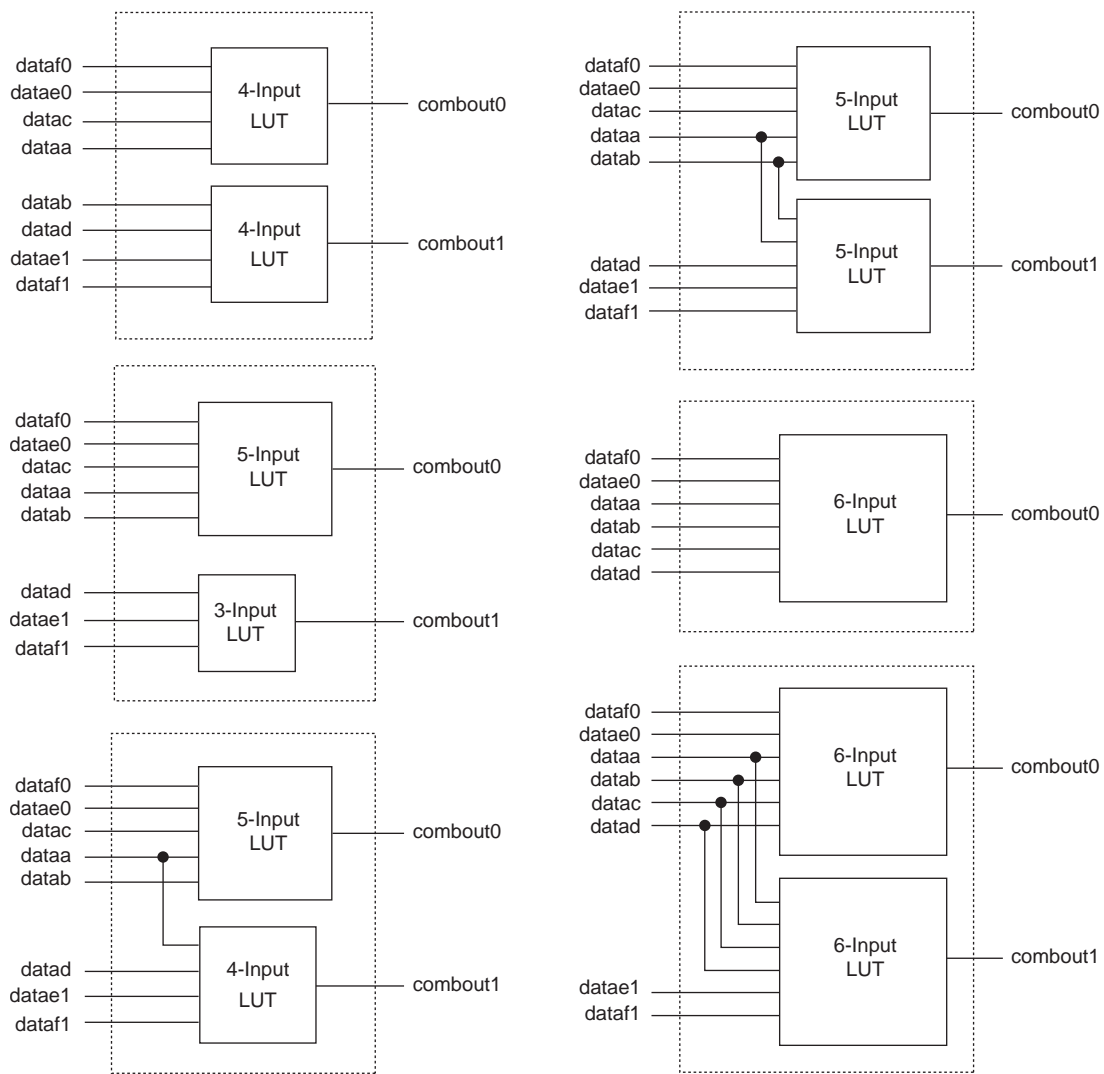 dataf0
datae0
datac
dataa
4-Input
LUT
combout0
datab
datad
datae1
dataf1
4-Input
LUT
combout1
dataf0
datae0
datac
dataa
datab
5-Input
LUT
combout0
datad
datae1
dataf1
3-Input
LUT
combout1
dataf0
datae0
datac
dataa
datab
5-Input
LUT
combout0
datad
datae1
dataf1
4-Input
LUT
combout1
dataf0
datae0
datac
dataa
datab
5-Input
LUT
combout0
datad
datae1
dataf1
5-Input
LUT
combout1
dataf0
datae0
dataa
datab
datac
datad
6-Input
LUT
combout0
dataf0
datae0
dataa
datab
datac
datad
6-Input
LUT
combout0
datae1
dataf1
6-Input
LUT
combout1